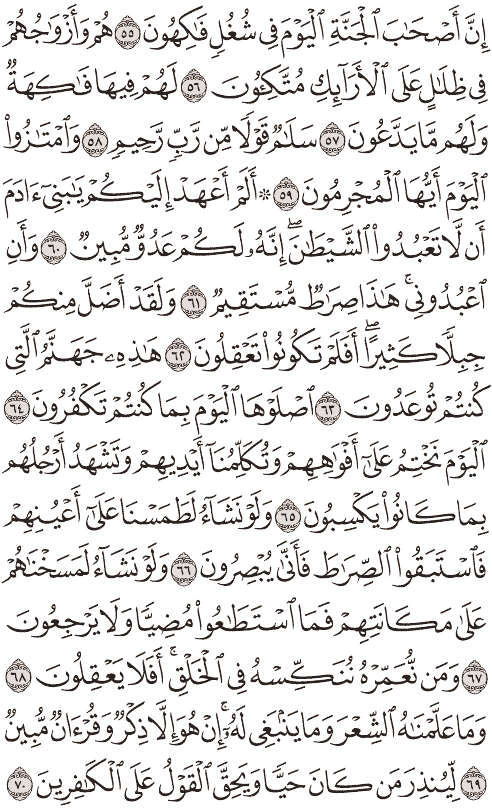 إِنَّ أَصْحَٰبَ ٱلْجَنَّةِ ٱلْيَوْمَ فِى شُغُلٍ فَٰكِهُونَ ٥٥ هُمْ وَأَزْوَٰجُهُمْ
فِى ظِلَٰلٍ عَلَى ٱلْأَرَآئِكِ مُتَّكِـُٔونَ ٥٦ لَهُمْ فِيهَا فَٰكِهَةٌ
وَلَهُم مَّا يَدَّعُونَ ٥٧ سَلَٰمٌ قَوْلًا مِّن رَّبٍّ رَّحِيمٍ ٥٨ وَٱمْتَٰزُوا۟
ٱلْيَوْمَ أَيُّهَا ٱلْمُجْرِمُونَ ٥٩ ۞ أَلَمْ أَعْهَدْ إِلَيْكُمْ يَٰبَنِىٓ ءَادَمَ
أَن لَّا تَعْبُدُوا۟ ٱلشَّيْطَٰنَ ۖ إِنَّهُۥ لَكُمْ عَدُوٌّ مُّبِينٌ ٦٠ وَأَنِ
ٱعْبُدُونِى ۚ هَٰذَا صِرَٰطٌ مُّسْتَقِيمٌ ٦١ وَلَقَدْ أَضَلَّ مِنكُمْ
جِبِلًّا كَثِيرًا ۖ أَفَلَمْ تَكُونُوا۟ تَعْقِلُونَ ٦٢ هَٰذِهِۦ جَهَنَّمُ ٱلَّتِى
كُنتُمْ تُوعَدُونَ ٦٣ ٱصْلَوْهَا ٱلْيَوْمَ بِمَا كُنتُمْ تَكْفُرُونَ ٦٤
ٱلْيَوْمَ نَخْتِمُ عَلَىٰٓ أَفْوَٰهِهِمْ وَتُكَلِّمُنَآ أَيْدِيهِمْ وَتَشْهَدُ أَرْجُلُهُم
بِمَا كَانُوا۟ يَكْسِبُونَ ٦٥ وَلَوْ نَشَآءُ لَطَمَسْنَا عَلَىٰٓ أَعْيُنِهِمْ
فَٱسْتَبَقُوا۟ ٱلصِّرَٰطَ فَأَنَّىٰ يُبْصِرُونَ ٦٦ وَلَوْ نَشَآءُ لَمَسَخْنَٰهُمْ
عَلَىٰ مَكَانَتِهِمْ فَمَا ٱسْتَطَٰعُوا۟ مُضِيًّا وَلَا يَرْجِعُونَ
٦٧ وَمَن نُّعَمِّرْهُ نُنَكِّسْهُ فِى ٱلْخَلْقِ ۖ أَفَلَا يَعْقِلُونَ ٦٨
وَمَا عَلَّمْنَٰهُ ٱلشِّعْرَ وَمَا يَنۢبَغِى لَهُۥٓ ۚ إِنْ هُوَ إِلَّا ذِكْرٌ وَقُرْءَانٌ مُّبِينٌ
٦٩ لِّيُنذِرَ مَن كَانَ حَيًّا وَيَحِقَّ ٱلْقَوْلُ عَلَى ٱلْكَٰفِرِينَ ٧٠